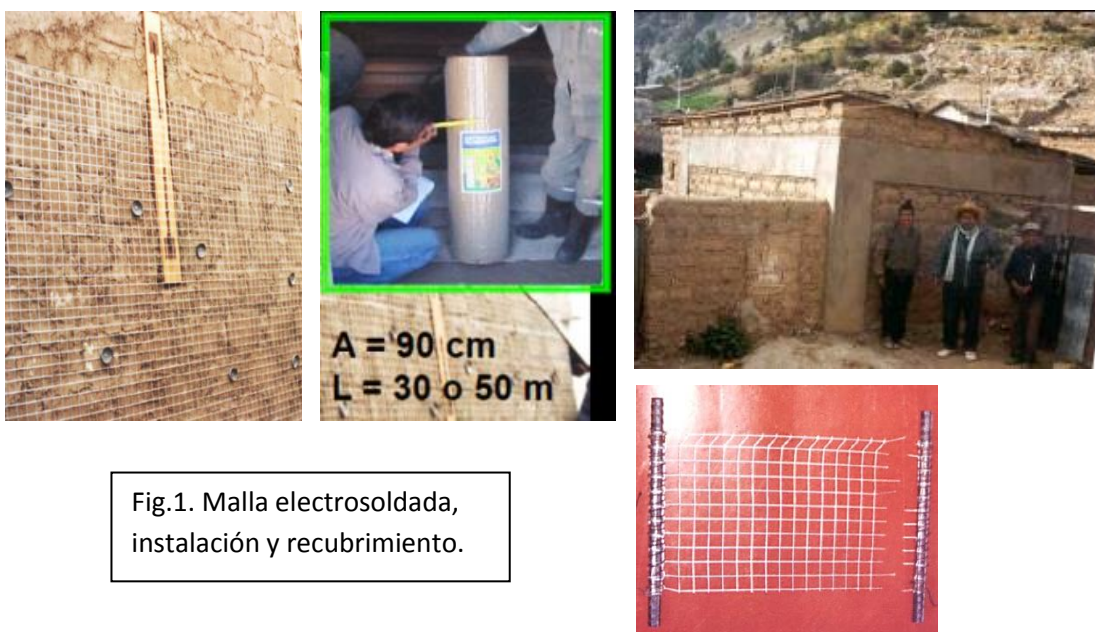 A = 90 cm
L = 30 o 50 m
Fig.1. Malla electrosoldada,
instalación y recubrimiento.